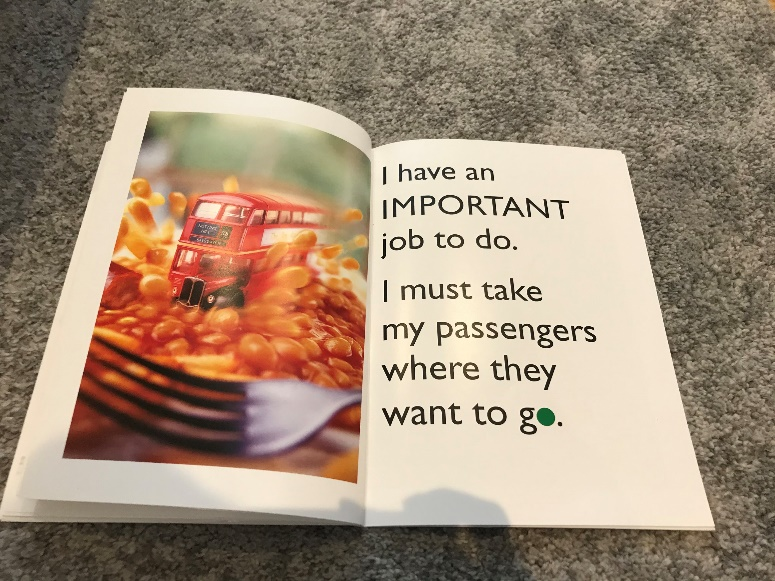 I have an
IMPORTANT
job to do.
I must take
my passengers
where they
want to go.